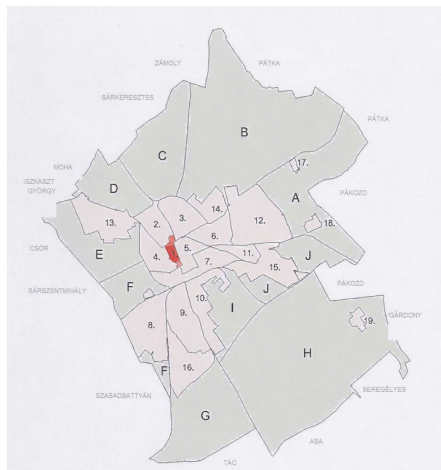 ZÁMOLY
PÁTKA
SÁRKERESZTES
B
PÁTKA
C
MOHA
17.
ISZKASZT
GYÖRGY
D
A
PÁKOZD
14.
3.
13.
2.
12.
18.
6.
CSÓR
E
5.
4.
11.
J
7.
15.
F
J
PÁKOZD
SÁRSZENTMIHÁLY
10.
I
9.
GÁRDONY
8.
19.
H
F
16.
SEREGÉLYES
SZABADBATTYÁN
G
ABA
TÁC